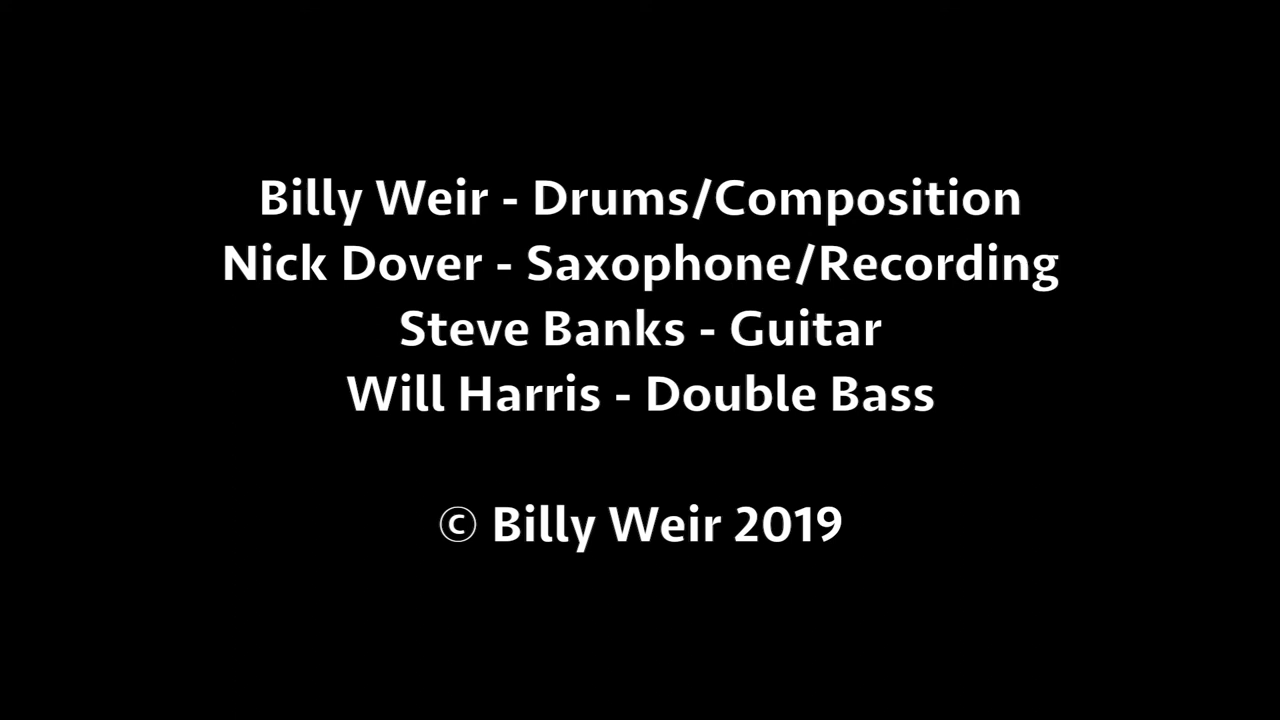 Billy Weir - Drums/Composition
Nick Dover - Saxophone/Recording
Steve Banks - Guitar
Will Harris - Double Bass
© Billy Weir 2019